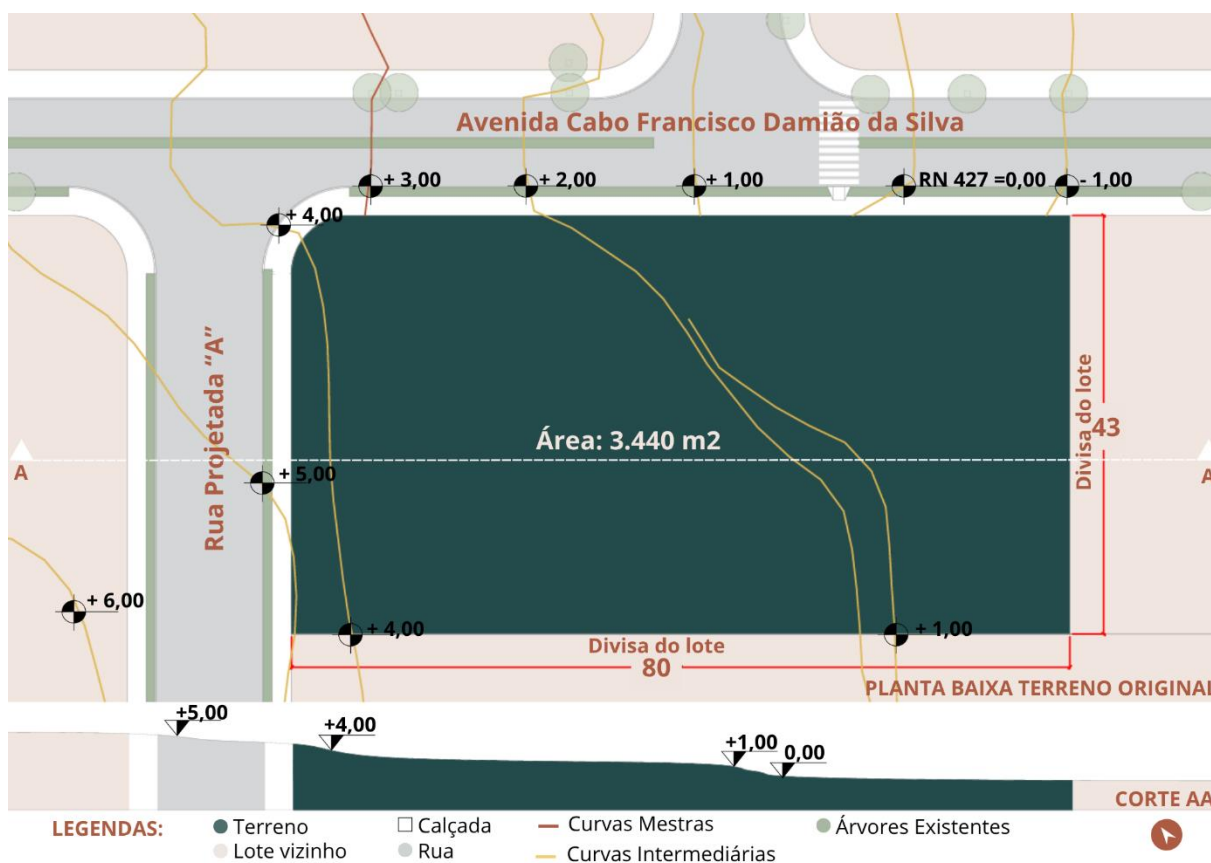 Avenida Cabo Francisco Damião da Silva
+ 3,00
+ 2,00
+ 1,00
RN 427 =0,00
- 1,00
+ 4,00
Rua Projetada “A”
Área: 3.440 m2
Divisa do lote
43
A
A
+ 5,00
+ 6,00
+ 4,00
+ 1,00
Divisa do lote
80
PLANTA BAIXA TERRENO ORIGINAL
+5,00
+4,00
+1,00
0,00
CORTE AA
LEGENDAS:
Terreno
Calçada
Curvas Mestras
Árvores Existentes
Lote vizinho
Rua
Curvas Intermediárias